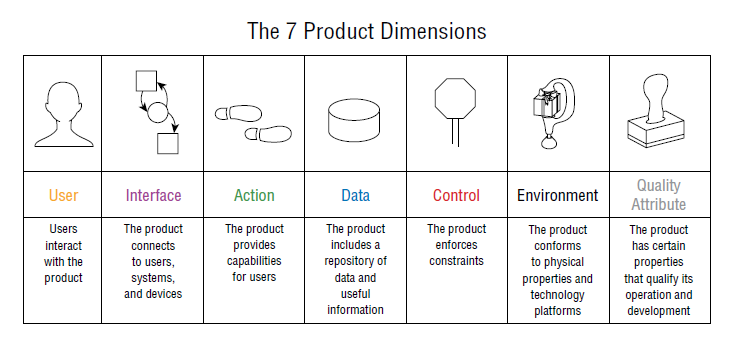 The 7 Product Dimensions
User
Interface
Action
Data
Control
Environment
Quality
Attribute
Users
interact
with the
product
The product
connects
to users,
systems,
and devices
The product
provides
capabilities
for users
The product
includes a
repository of
data and
useful
information
The product
enforces
constraints
The product
conforms
to physical
properties and
technology
platforms
The product
has certain
properties
that qualify its
operation and
development